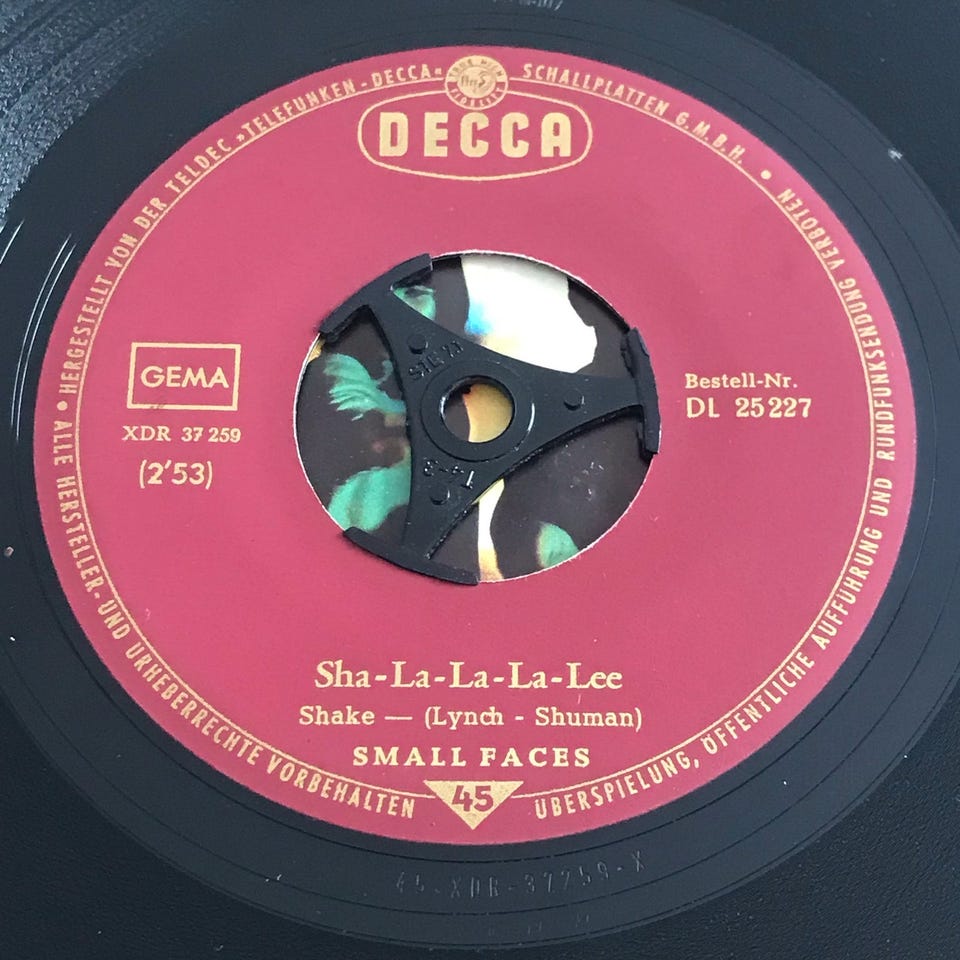 HERGESTELLT VON DER TELDEC »TELEFUNKEN-DECCA« SCHALLPLATTEN G.M.B.H.
DECCA
GEMA
XDR 37 259
(2'53)
Bestell-Nr.
DL 25 227
Sha-La-La-La-Lee
Shake — (Lynch - Shuman)
SMALL FACES
45
ALLE HERSTELLER- UND URHEBERRECHTE VORBEHALTEN
ÜBERSPIELUNG, ÖFFENTLICHE AUFFÜHRUNG UND RUNDFUNKSENDUNG VERBOTEN
45-XDR-37259-X